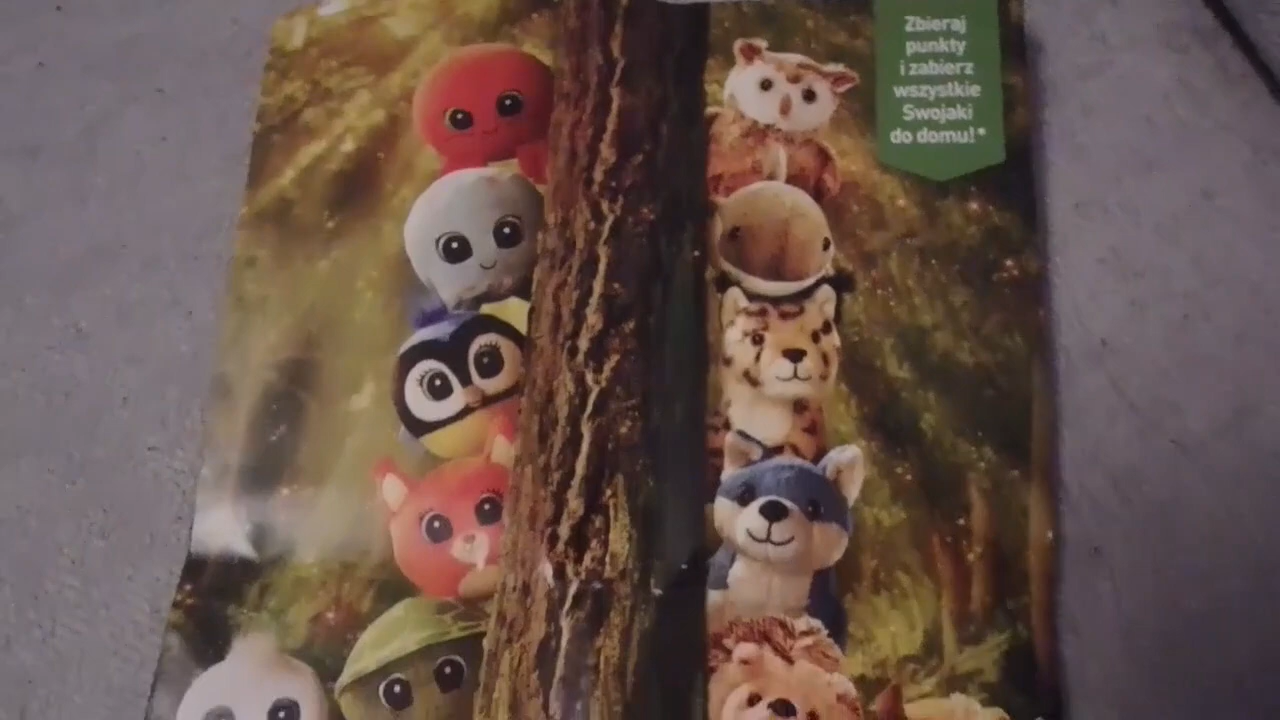 Zbieraj
punkty
i zabierz
wszystkie
Swojaki
do domu!*